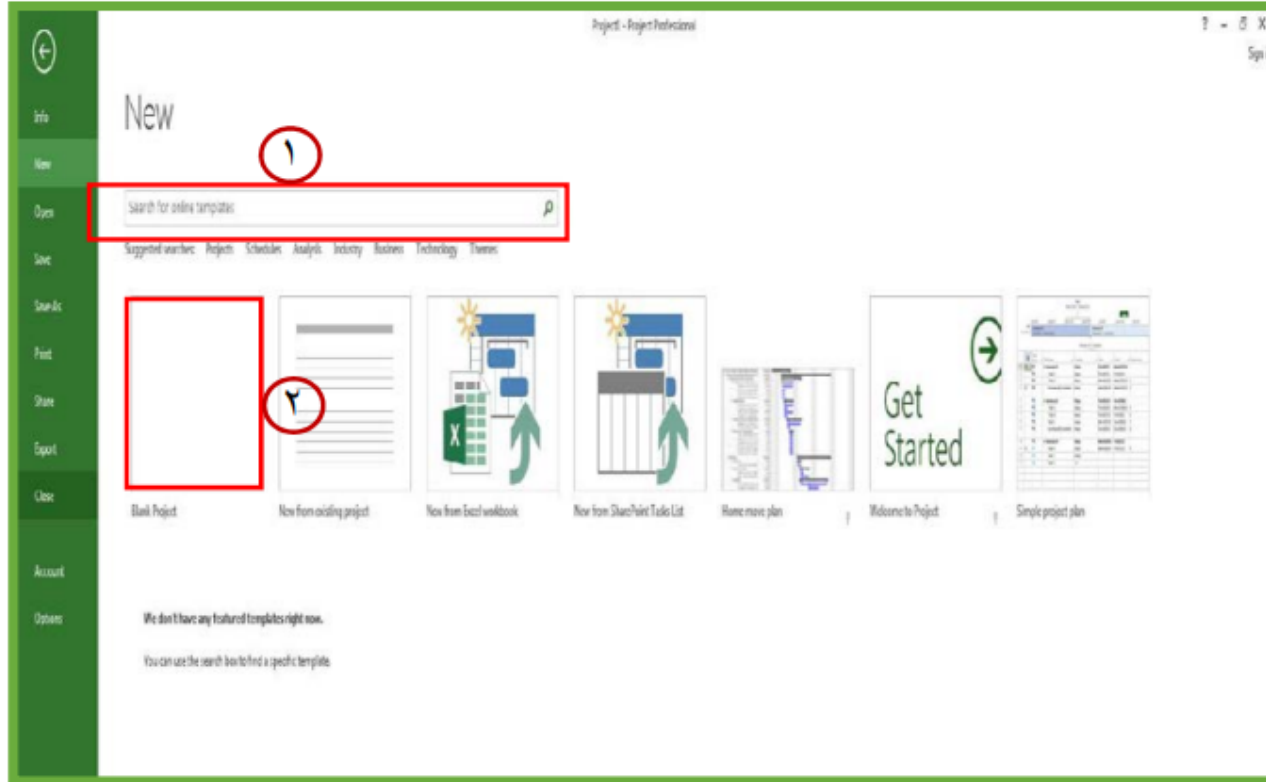 Project1 - Project Professional
? - X
Sign
Info
New
Open
Save
Save As
Print
Share
Export
Close
Account
Options
New
١
Search for online templates
Suggested searches: Projects Schedules Analysis Industry Business Technology Themes
٢
X
Get
Started
Blank Project
New from existing project
New from Excel workbook
New from SharePoint Tasks List
Home move plan
Welcome to Project
Simple project plan
We don't have any featured templates right now.
You can use the search box to find a specific template.